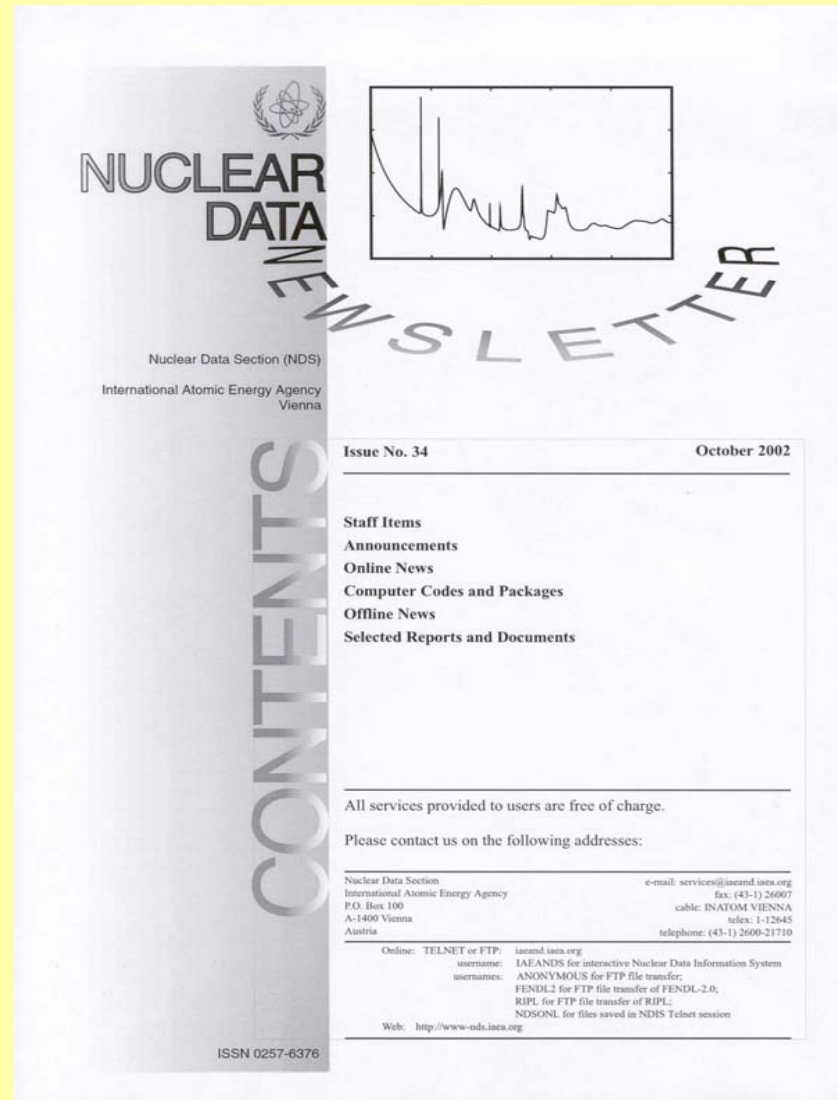 NUCLEAR
DATA
NEWSLETTER
Nuclear Data Section (NDS)
International Atomic Energy Agency
Vienna
CONTENTS
Issue No. 34 October 2002
Staff Items
Announcements
Online News
Computer Codes and Packages
Offline News
Selected Reports and Documents
All services provided to users are free of charge.
Please contact us on the following addresses:
Nuclear Data Section e-mail: services@iaeand.iaea.org
International Atomic Energy Agency fax: (43-1) 26007
P.O. Box 100 cable: INATOM VIENNA
A-1400 Vienna telex: 1-12645
Austria telephone: (43-1) 2600-21710
Online: TELNET or FTP: iaeand.iaea.org
username: IAEANDS for interactive Nuclear Data Information System
usernames: ANONYMOUS for FTP file transfer;
FENDL2 for FTP file transfer of FENDL-2.0;
RIPL for FTP file transfer of RIPL;
NDSONL for files saved in NDIS Telnet session
Web: http://www-nds.iaea.org
ISSN 0257-6376